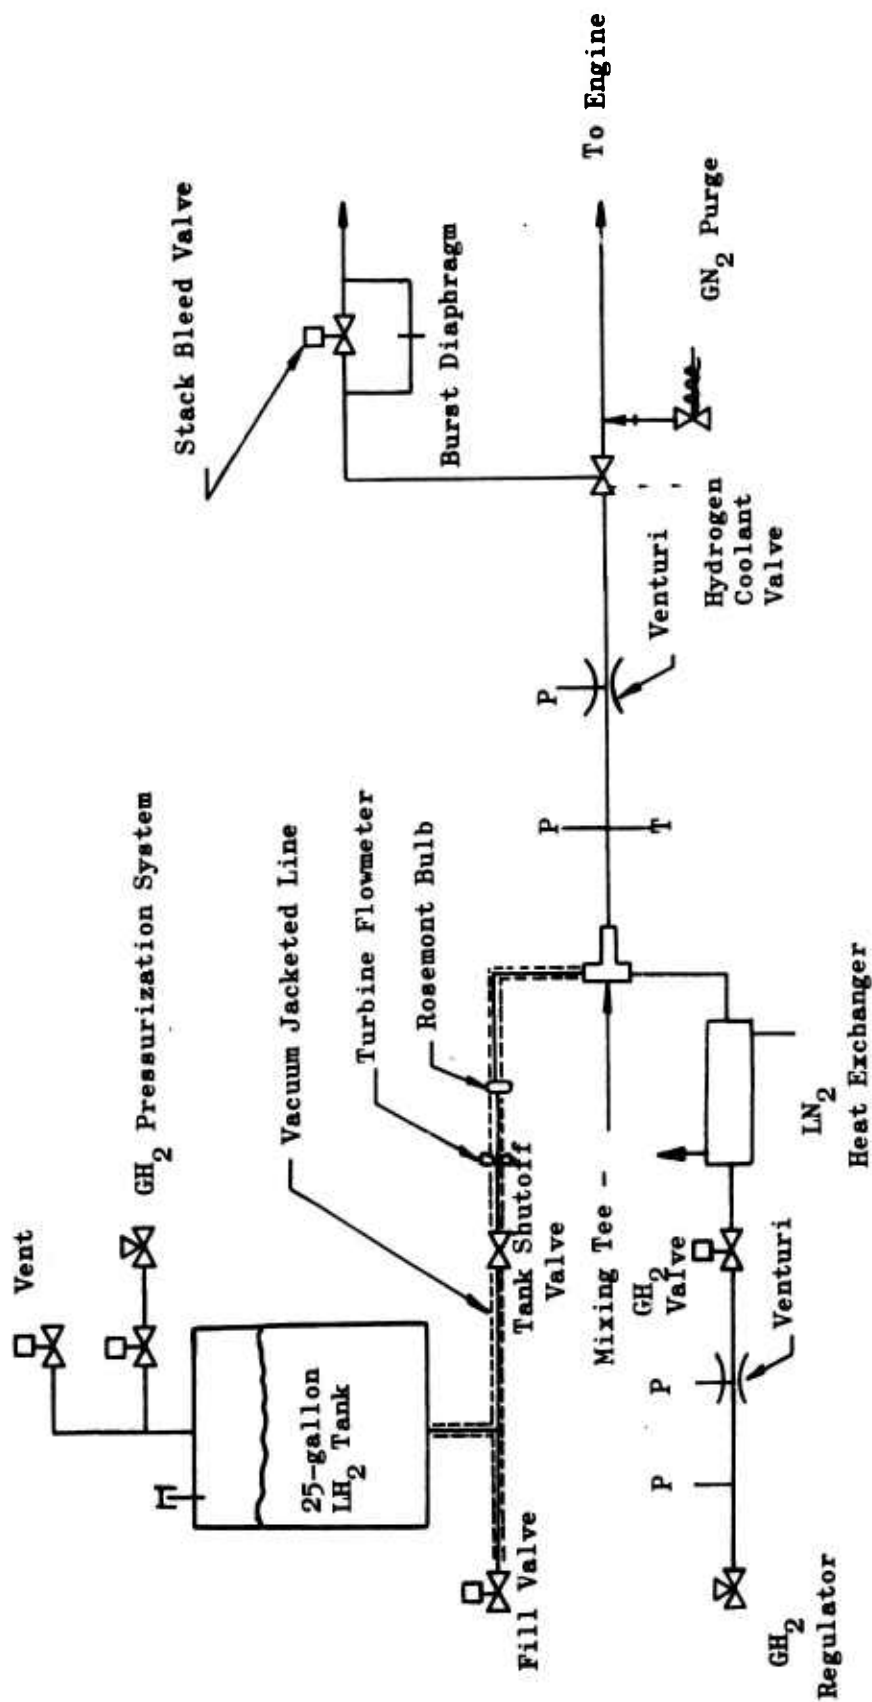 Vent
GH2 Pressurization System
25-gallon
LH2 Tank
Fill Valve
Vacuum Jacketed Line
Turbine Flowmeter
Rosemont Bulb
Tank Shutoff
Valve
Mixing Tee -
GH2
Valve
P
P
Venturi
GH2
Regulator
LN2
Heat Exchanger
P
T
P
Venturi
Hydrogen
Coolant
Valve
Stack Bleed Valve
Burst Diaphragm
To Engine
GN2 Purge